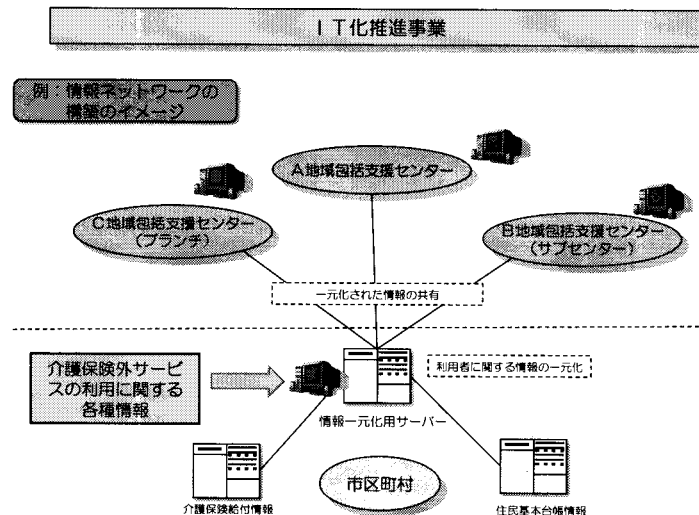 ＩＴ化推進事業
例：情報ネットワークの
構築のイメージ
A地域包括支援センター
C地域包括支援センター
（ブランチ）
B地域包括支援センター
（サブセンター）
一元化された情報の共有
介護保険外サービ
スの利用に関する
各種情報
利用者に関する情報の一元化
情報一元化用サーバー
市区町村
介護保険給付情報
住民基本台帳情報